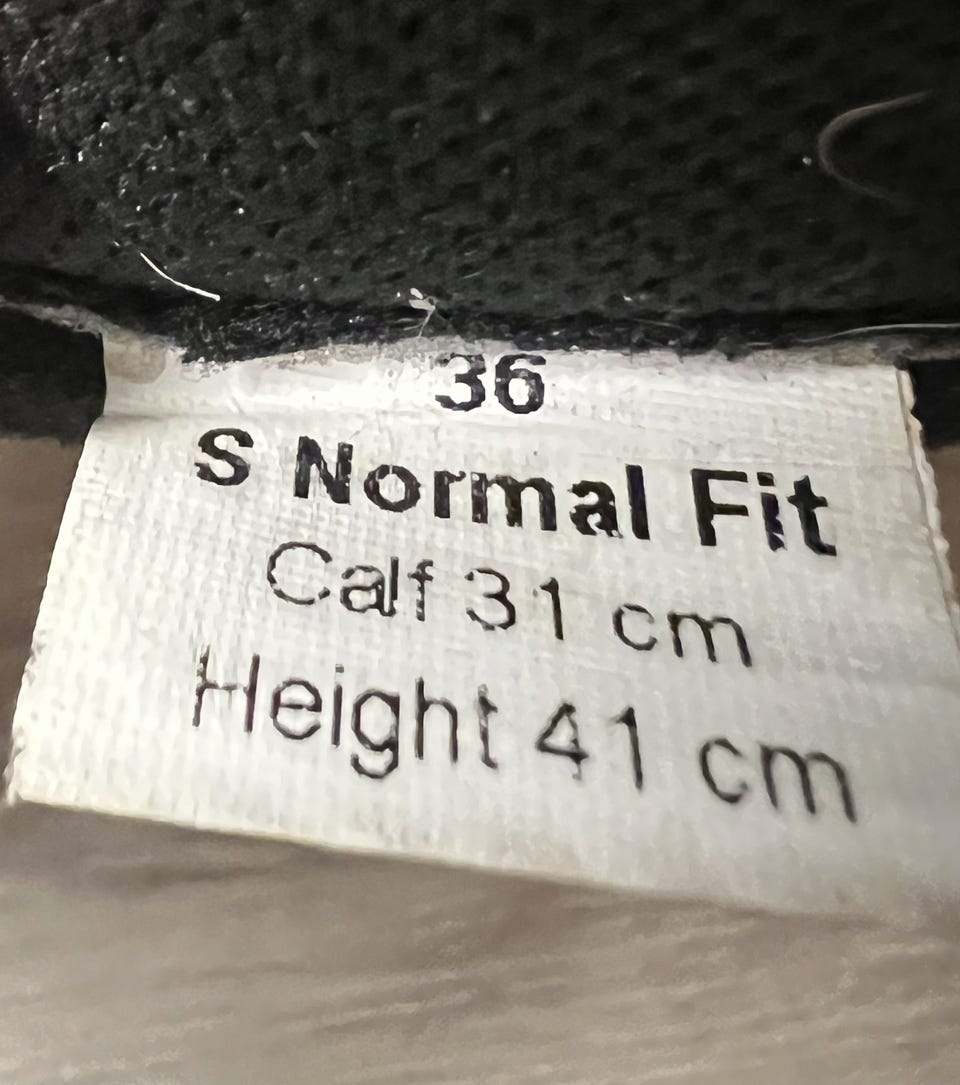 36
S Normal Fit
Calf 31 cm
Height 41 cm